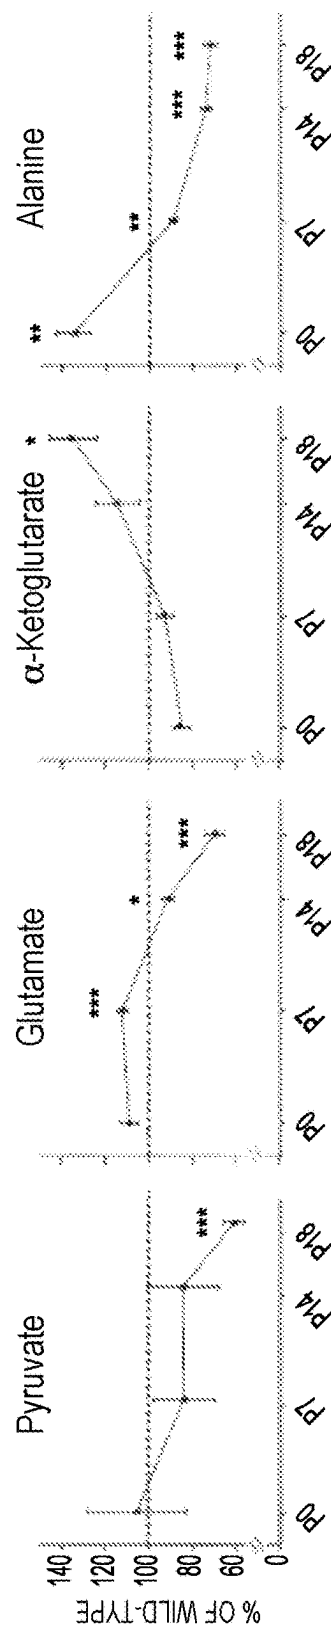 Pyruvate
Glutamate
α-Ketoglutarate
Alanine
% OF WILD-TYPE
140
120
100
80
60
0
***
***
*
***
*
**
**
***
***
P0 P7 P14 P18
P0 P7 P14 P18
P0 P7 P14 P18
P0 P7 P14 P18